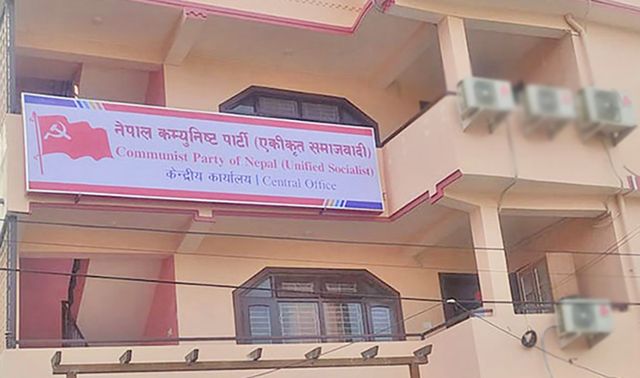 नेपाल कम्युनिष्ट पार्टी (एकीकृत समाजवादी)
Communist Party of Nepal (Unified Socialist)
केन्द्रीय कार्यालय | Central Office